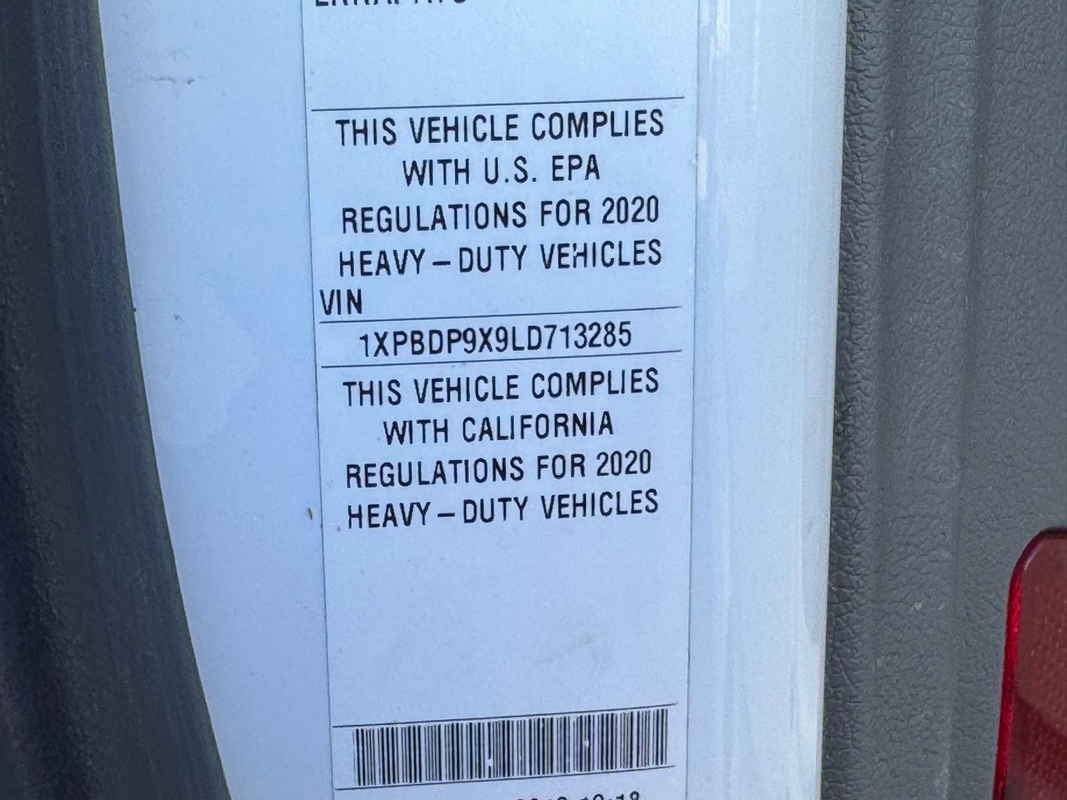 THIS VEHICLE COMPLIES
WITH U.S. EPA
REGULATIONS FOR 2020
HEAVY – DUTY VEHICLES
VIN
1XPBDP9X9LD713285
THIS VEHICLE COMPLIES
WITH CALIFORNIA
REGULATIONS FOR 2020
HEAVY – DUTY VEHICLES